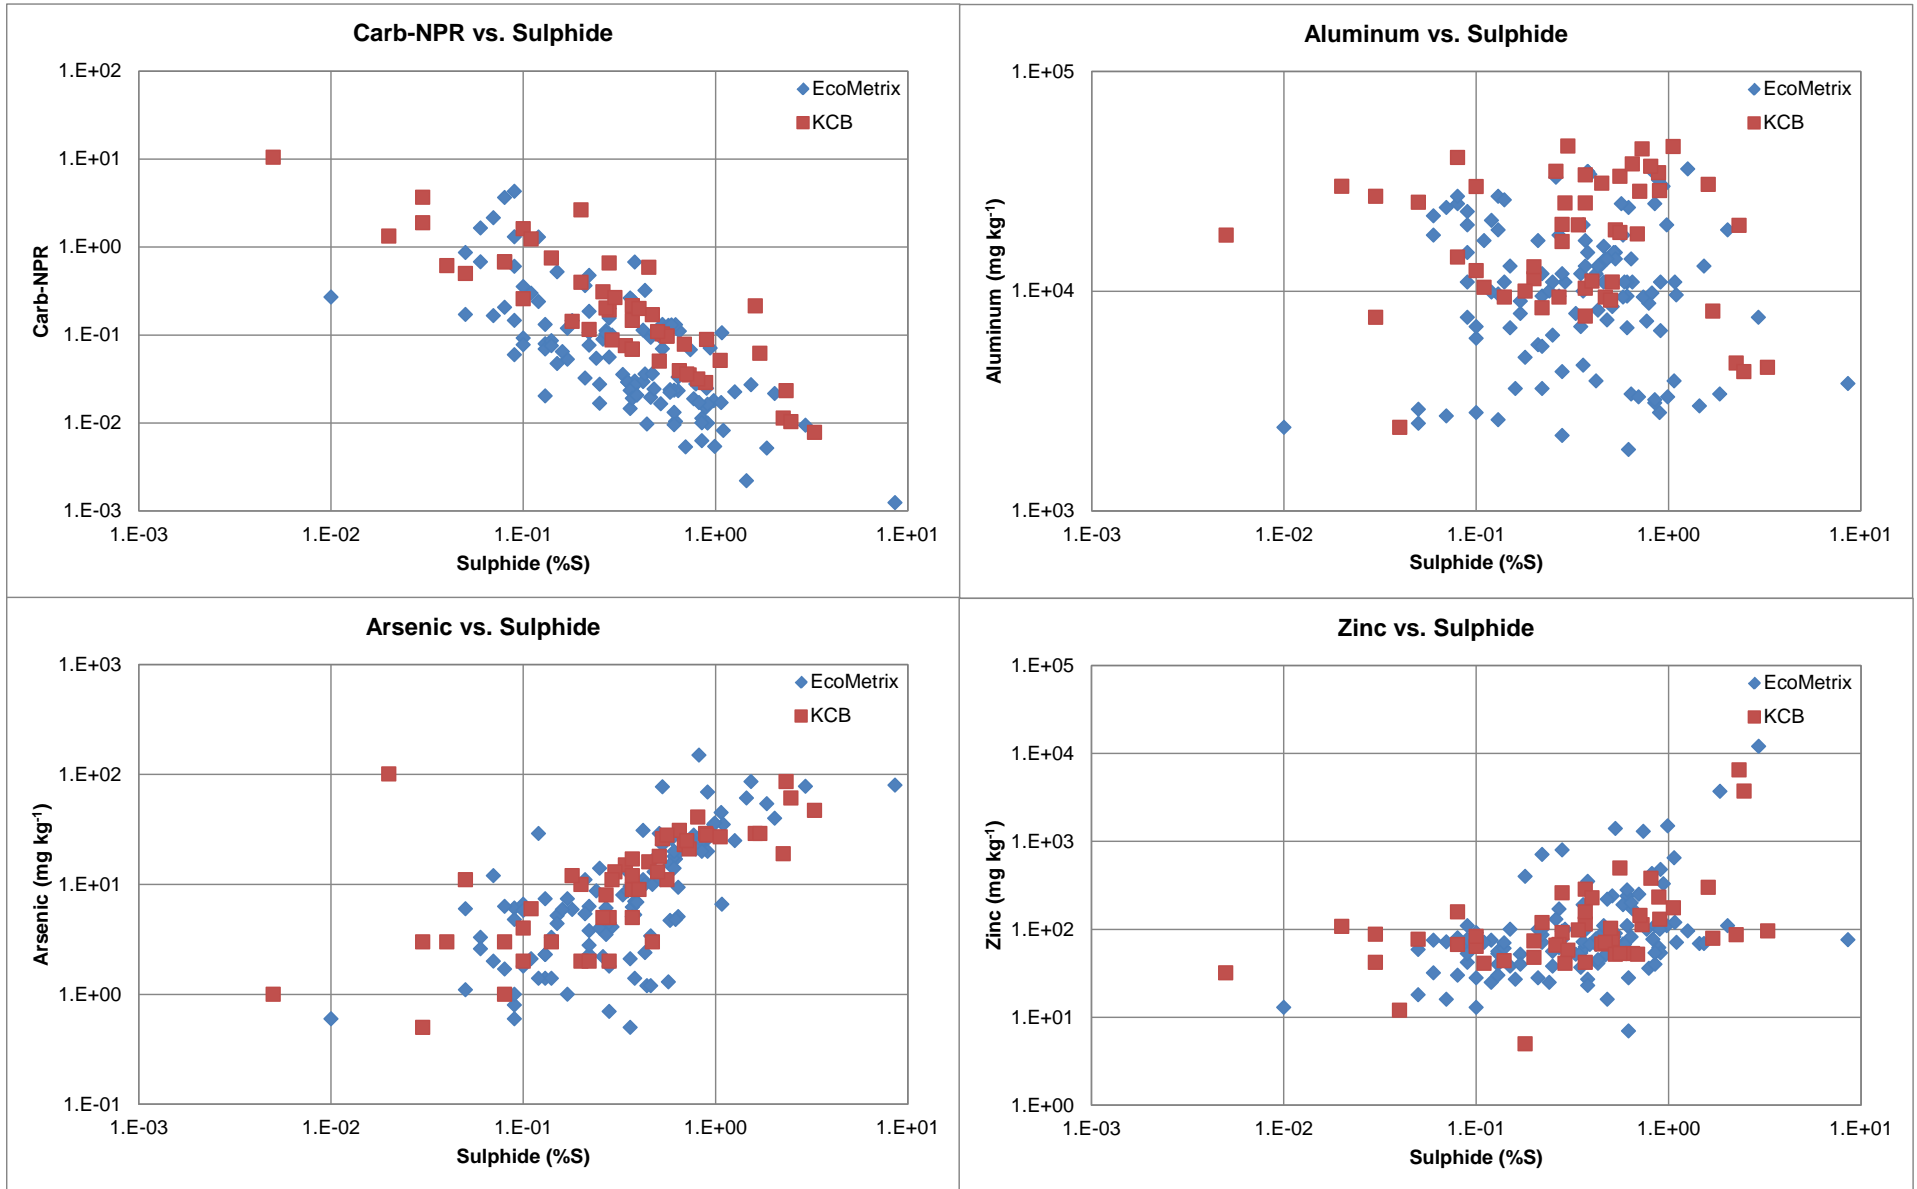 Carb-NPR vs. Sulphide
1.E+02
1.E+01
1.E+00
1.E-01
1.E-02
1.E-03
Carb-NPR
EcoMetrix
KCB
1.E-03 1.E-02 1.E-01 1.E+00 1.E+01
Sulphide (%S)
Aluminum vs. Sulphide
1.E+05
1.E+04
1.E+03
Aluminum (mg kg-1)
EcoMetrix
KCB
1.E-03 1.E-02 1.E-01 1.E+00 1.E+01
Sulphide (%S)
Arsenic vs. Sulphide
1.E+03
1.E+02
1.E+01
1.E+00
1.E-01
Arsenic (mg kg-1)
EcoMetrix
KCB
1.E-03 1.E-02 1.E-01 1.E+00 1.E+01
Sulphide (%S)
Zinc vs. Sulphide
1.E+05
1.E+04
1.E+03
1.E+02
1.E+01
1.E+00
Zinc (mg kg-1)
EcoMetrix
KCB
1.E-03 1.E-02 1.E-01 1.E+00 1.E+01
Sulphide (%S)